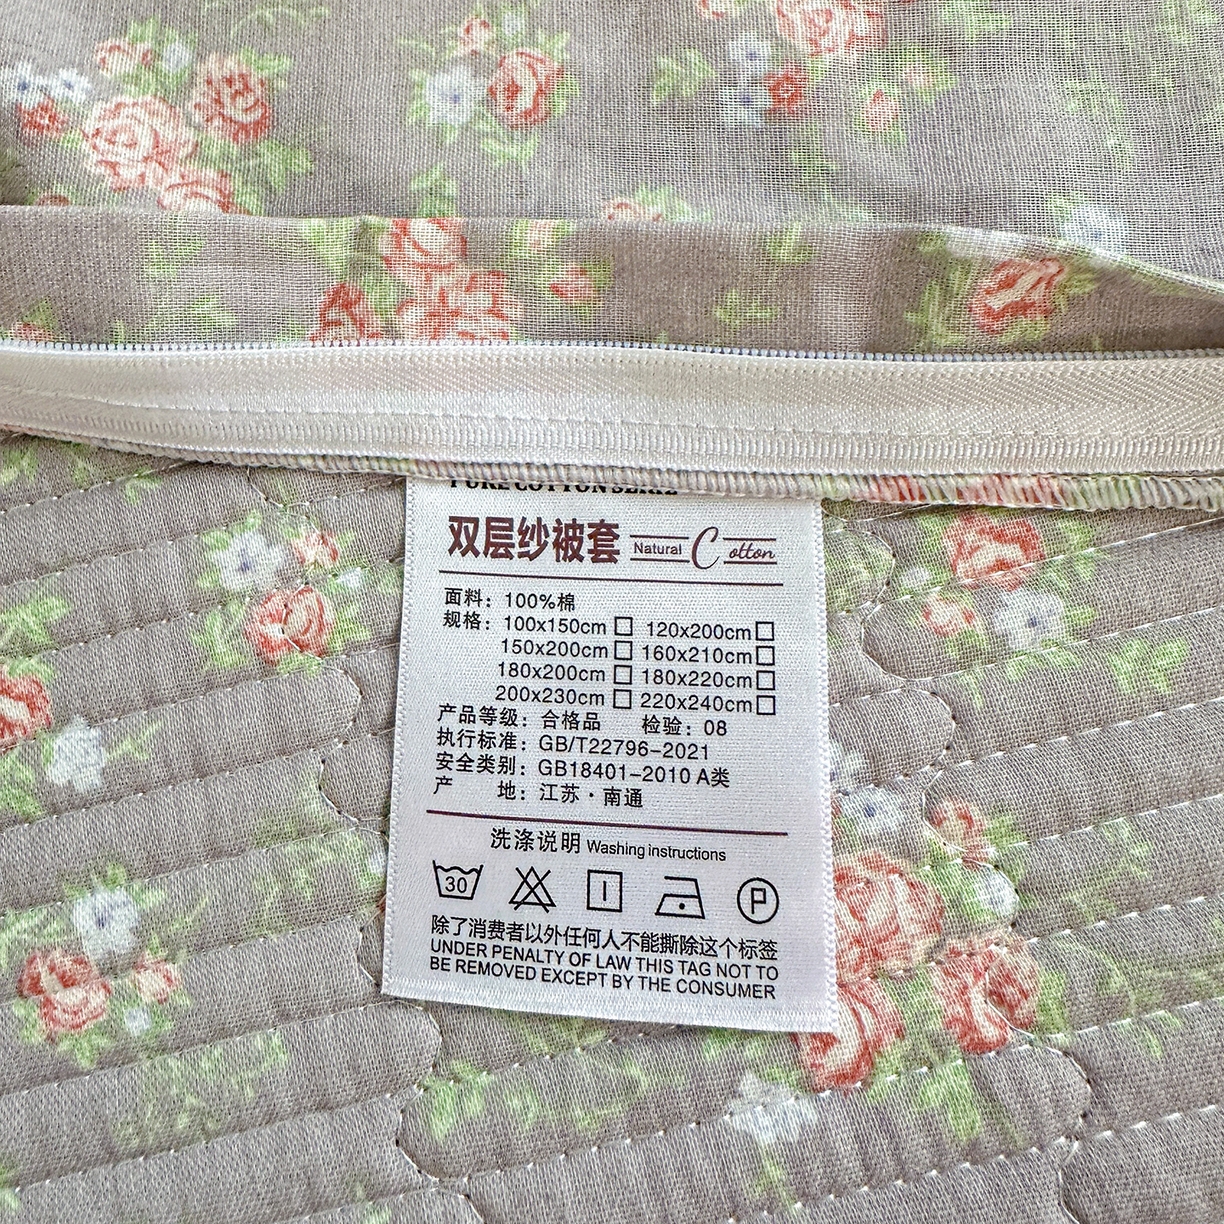 PURE COTTON SERIE
双层纱被套 Natural Cotton
面料：100%棉
规格：100x150cm □ 120x200cm □
150x200cm □ 160x210cm □
180x200cm □ 180x220cm □
200x230cm □ 220x240cm □
产品等级：合格品 检验：08
执行标准：GB/T22796-2021
安全类别：GB18401-2010 A类
产 地：江苏·南通
洗涤说明 Washing instructions
30 P
除了消费者以外任何人不能撕除这个标签
UNDER PENALTY OF LAW THIS TAG NOT TO
BE REMOVED EXCEPT BY THE CONSUMER